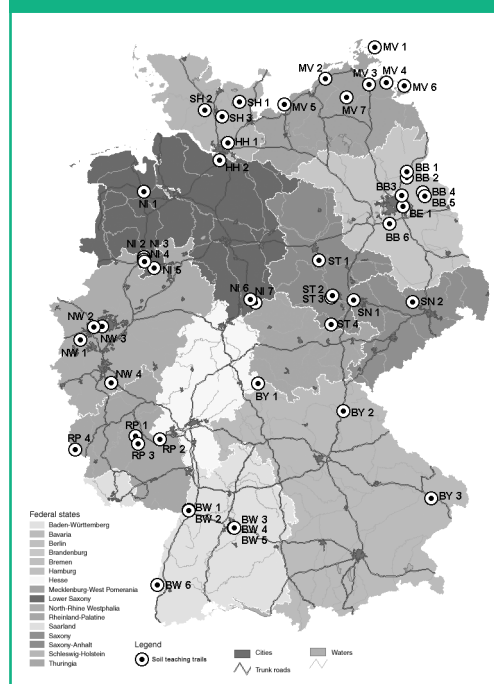 MV 1
MV 2
MV 3
MV 4
MV 6
SH 2
SH 1
MV 5
MV 7
SH 3
HH 1
HH 2
BB 1
BB 2
BB3
BB 4
BB 5
NI 1
BE 1
BB 6
NI 2
NI 3
NI 4
NI 5
ST 1
NI 6
NI 7
ST 2
ST 3
SN 1
SN 2
NW 2
NW 3
NW 1
ST 4
NW 4
BY 1
BY 2
RP 1
RP 4
RP 2
RP 3
BY 3
BW 1
BW 2
BW 3
BW 4
BW 5
BW 6
Federal states
Baden-Württemberg
Bavaria
Berlin
Brandenburg
Bremen
Hamburg
Hesse
Mecklenburg-West Pomerania
Lower Saxony
North-Rhine Westphalia
Rheinland-Palatine
Saarland
Saxony
Saxony-Anhalt
Schleswig-Holstein
Thuringia
Legend
Soil teaching trails
Cities
Trunk roads
Waters